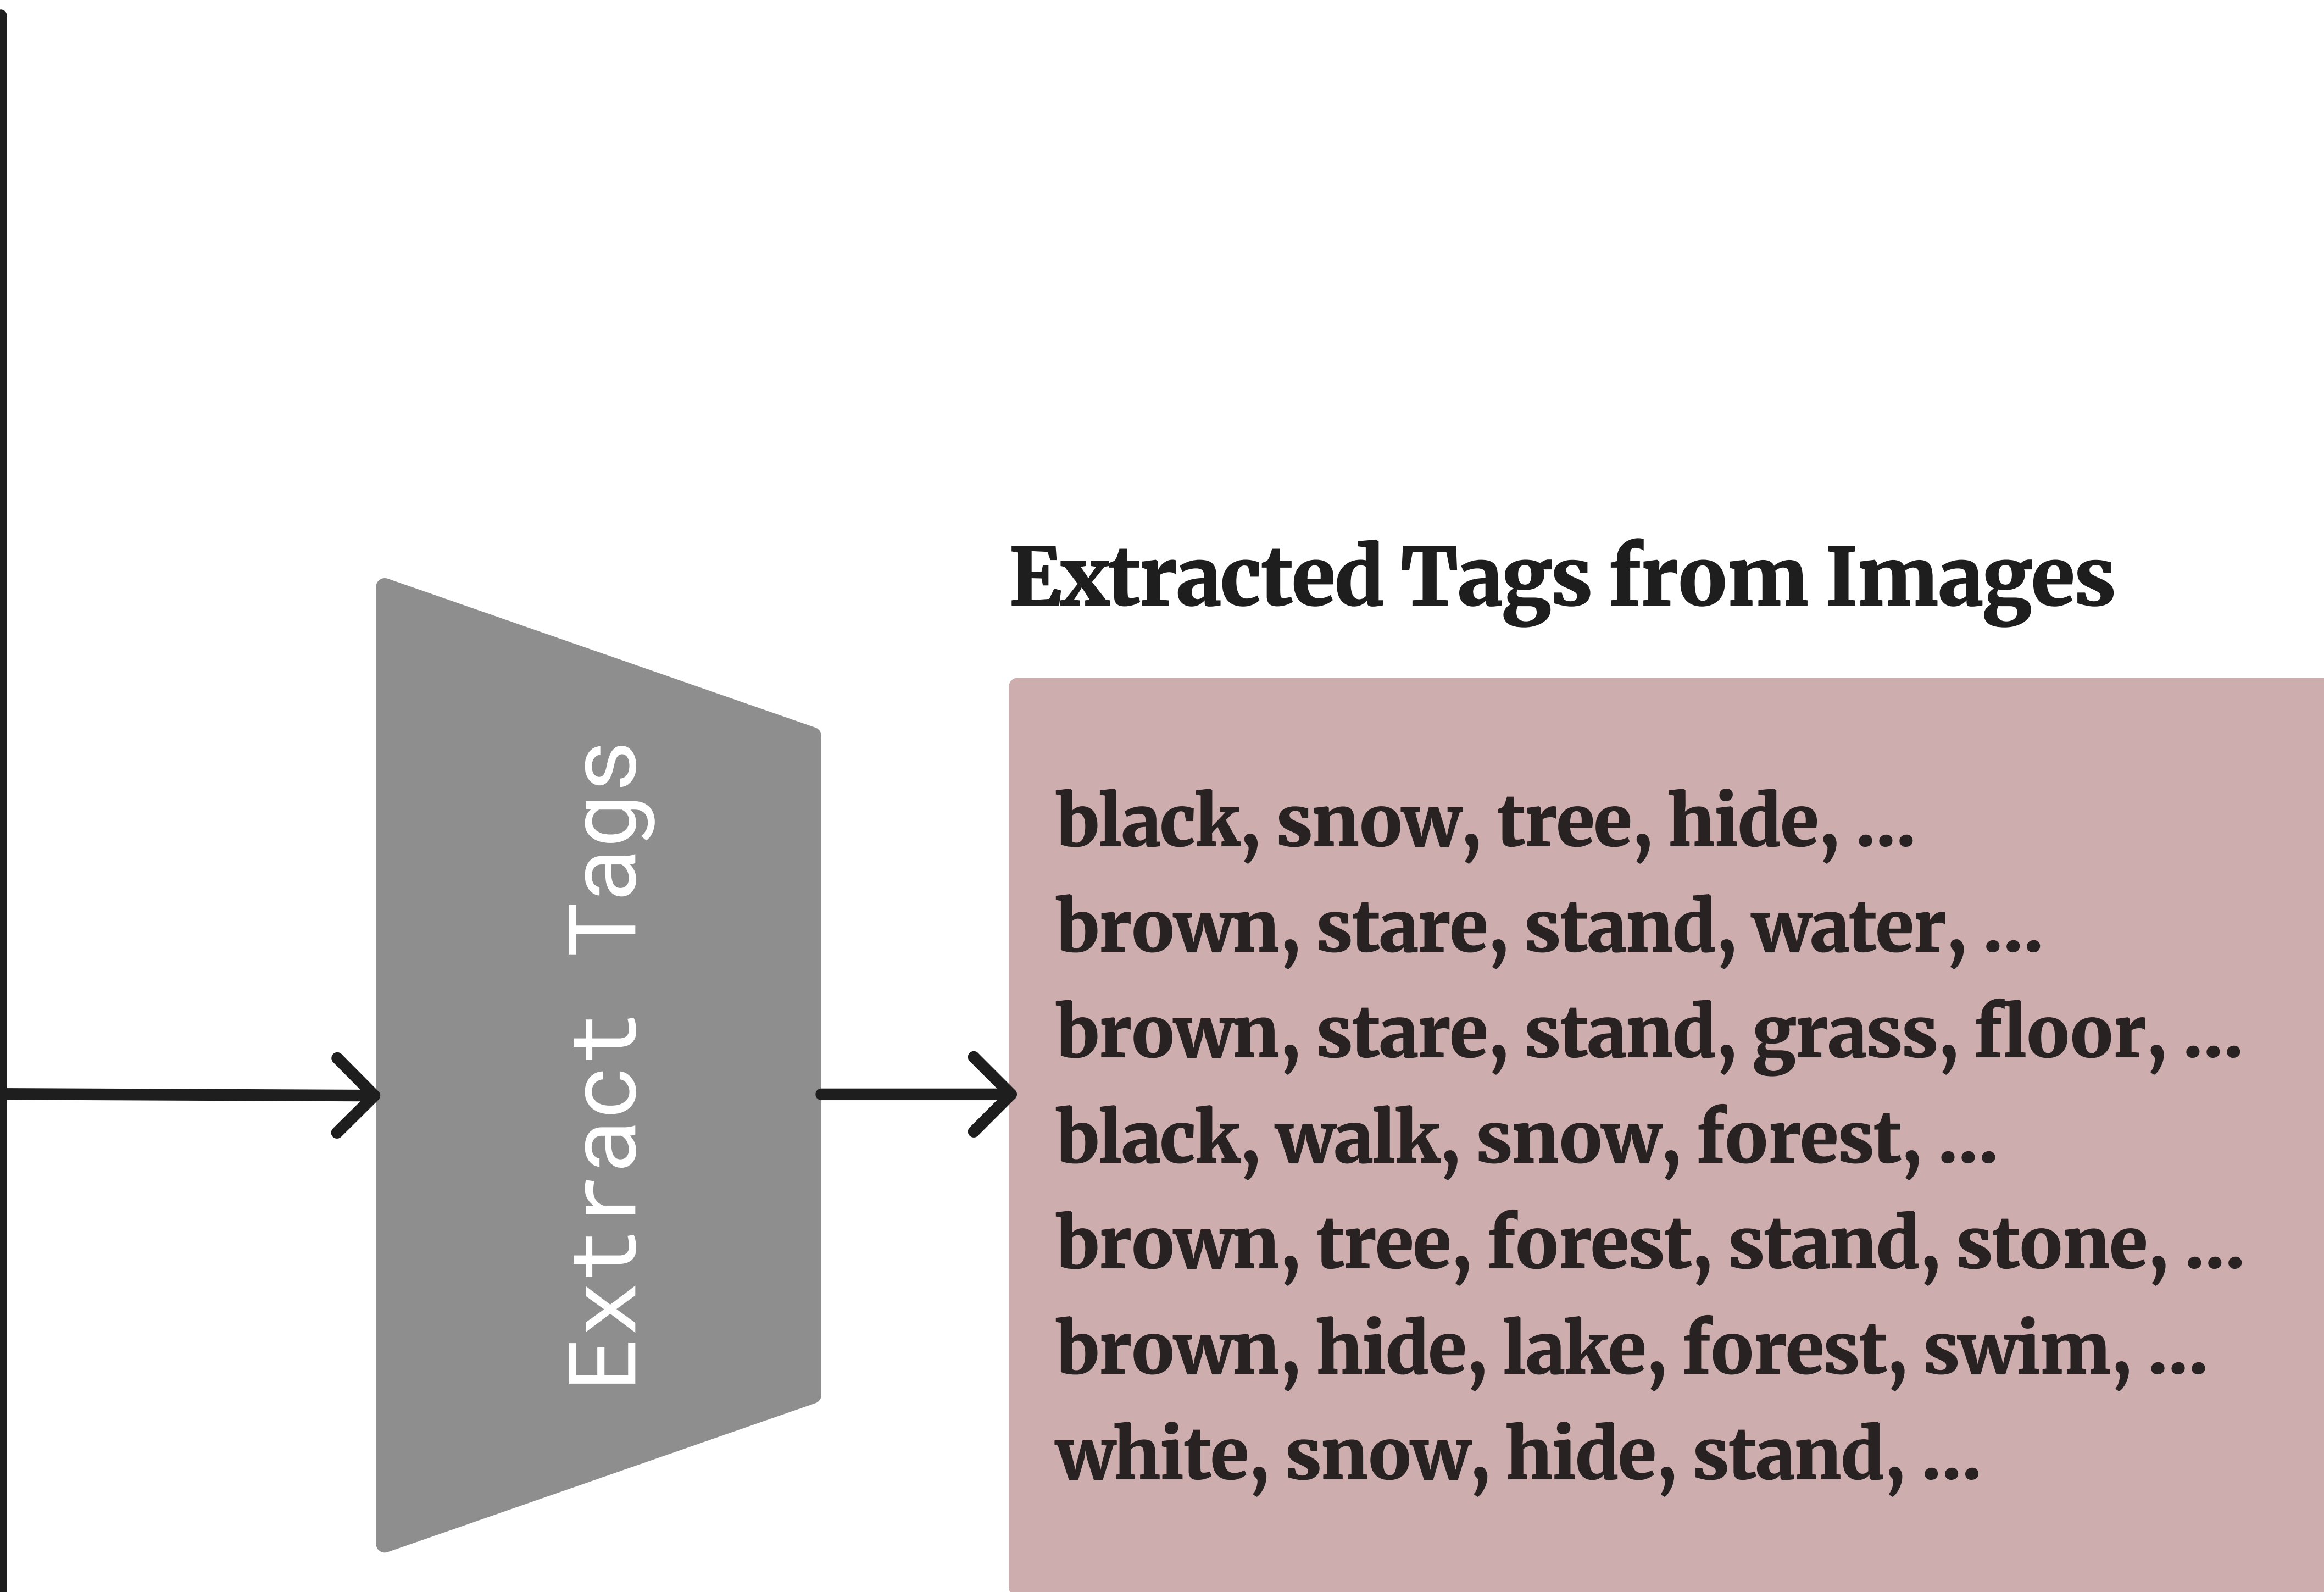 Extract Tags
Extracted Tags from Images
black, snow, tree, hide, ...
brown, stare, stand, water, ...
brown, stare, stand, grass, floor, ...
black, walk, snow, forest, ...
brown, tree, forest, stand, stone, ...
brown, hide, lake, forest, swim, ...
white, snow, hide, stand, ...